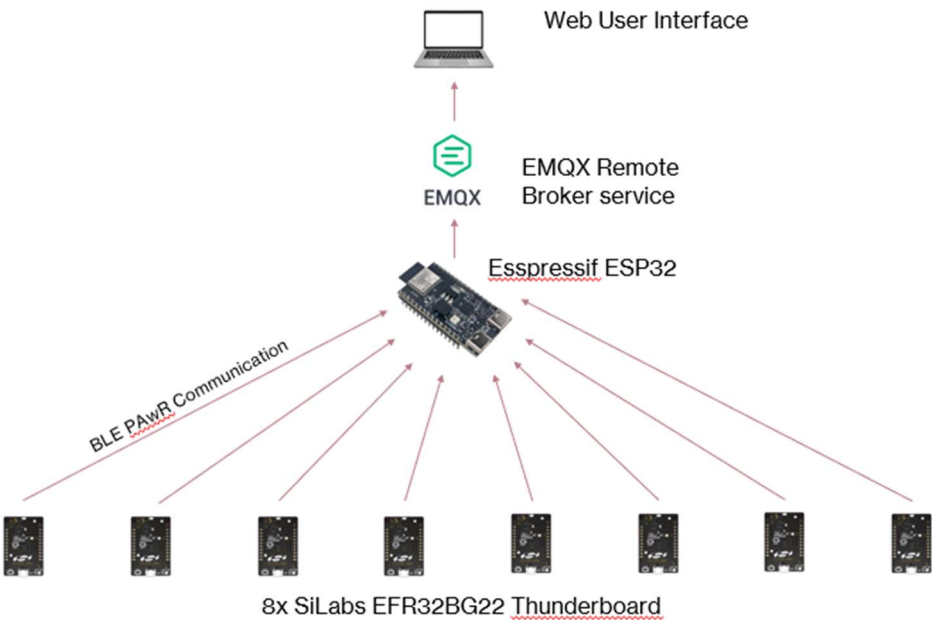 Web User Interface
EMQX
EMQX Remote
Broker service
Esspressif ESP32
BLE PAwR Communication
8x SiLabs EFR32BG22 Thunderboard